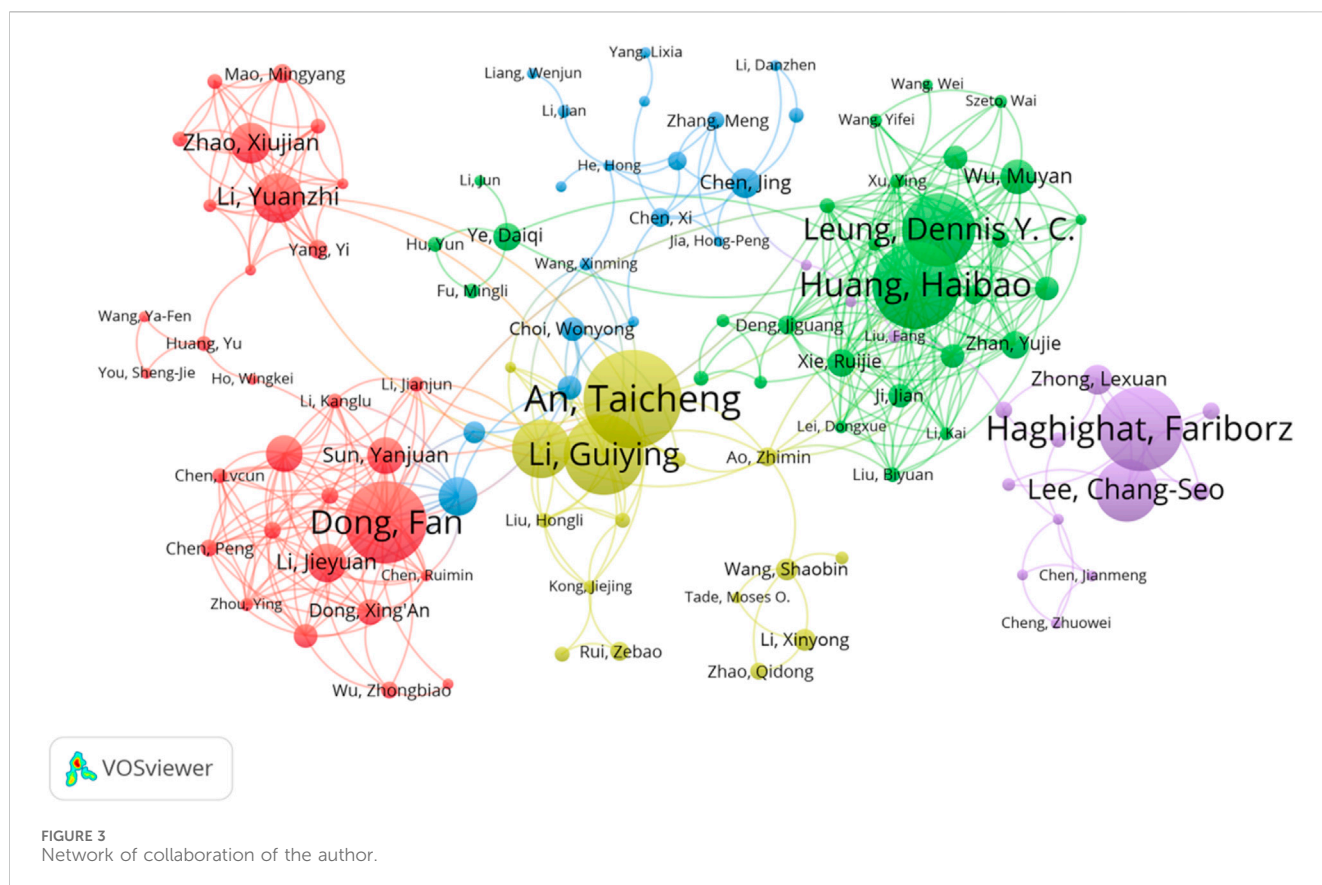 Yang, Lixia
Liang, Wenjun
Li, Danzhen
Mao, Mingyang
Wang, Wei
Szeto, Wai
Li, Jian
Zhang, Meng
Wang, Yifei
Zhao, Xiujian
He, Hong
Li, Jun
Chen, Jing
Xu, Ying
Wu, Muyan
Li, Yuanzhi
Chen, Xi
Leung, Dennis Y. C.
Hu, Yun
Ye, Daiqi
Jia, Hong-Peng
Yang, Yi
Wang, Xinming
Fu, Mingli
Huang, Haibao
Wang, Ya-Fen
Choi, Wonyong
Deng, Jiguang
Liu, Fang
Huang, Yu
Zhan, Yujie
Xie, Ruijie
You, Sheng-Jie
Ho, Wingkei
Li, Jianjun
Zhong, Lexuan
Li, Kanglu
An, Taicheng
Ji, Jian
Lei, Dongxue
Li, Kai
Haghighat, Fariborz
Sun, Yanjuan
Li, Guiying
Ao, Zhimin
Chen, Lvcun
Liu, Biyuan
Lee, Chang-Seo
Dong, Fan
Liu, Hongli
Chen, Peng
Li, Jieyuan
Chen, Ruimin
Kong, Jiejing
Wang, Shaobin
Chen, Jianmeng
Zhou, Ying
Dong, Xing'An
Tade, Moses O.
Cheng, Zhuowei
Rui, Zebao
Li, Xinyong
Zhao, Qidong
Wu, Zhongbiao
VOSviewer
FIGURE 3
Network of collaboration of the author.